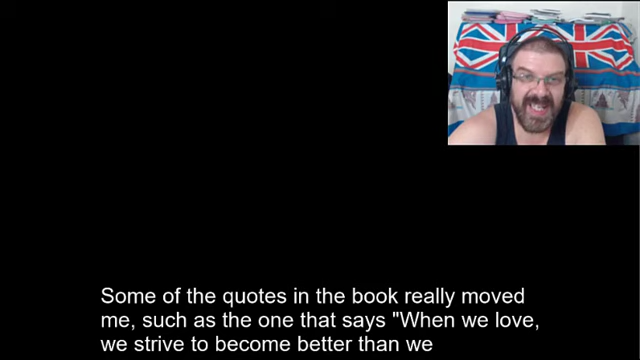 Some of the quotes in the book really moved
me, such as the one that says "When we love,
we strive to become better than we